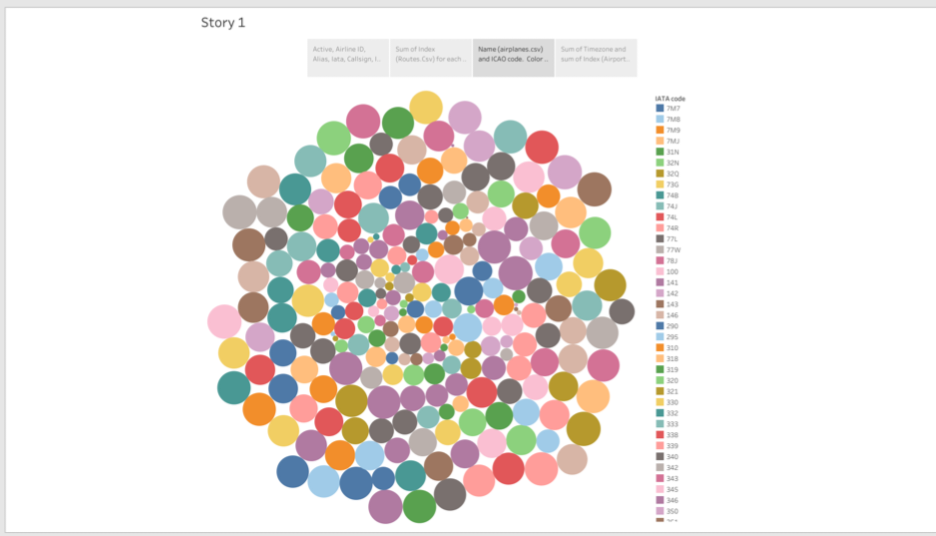 Story 1
Active, Airline ID,
Alias, Iata, Callsign, I...
Sum of Index
(Routes.Csv) for each...
Name (airplanes.csv)
and ICAO code. Color ...
Sum of Timezone and
sum of Index (Airport...
IATA code
7M7
7M8
7M9
7MJ
31N
32N
32Q
73G
74B
74J
74L
74R
77L
77W
78J
100
141
142
143
146
290
295
310
318
319
320
321
330
332
333
338
339
340
342
343
345
346
350